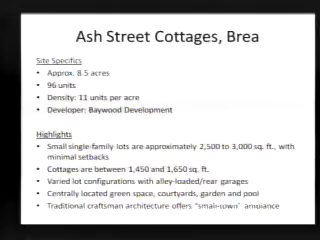 Ash Street Cottages, Brea
Site Specifics
• Approx. 8.5 acres
• 96 units
• Density: 11 units per acre
• Developer: Baywood Development
Highlights
• Small single-family lots are approximately 2,500 to 3,000 sq. ft., with
minimal setbacks
• Cottages are between 1,450 and 1,650 sq. ft.
• Varied lot configurations with alley-loaded/rear garages
• Centrally located green space, courtyards, garden and pool
• Traditional craftsman architecture offers "small-town" ambiance